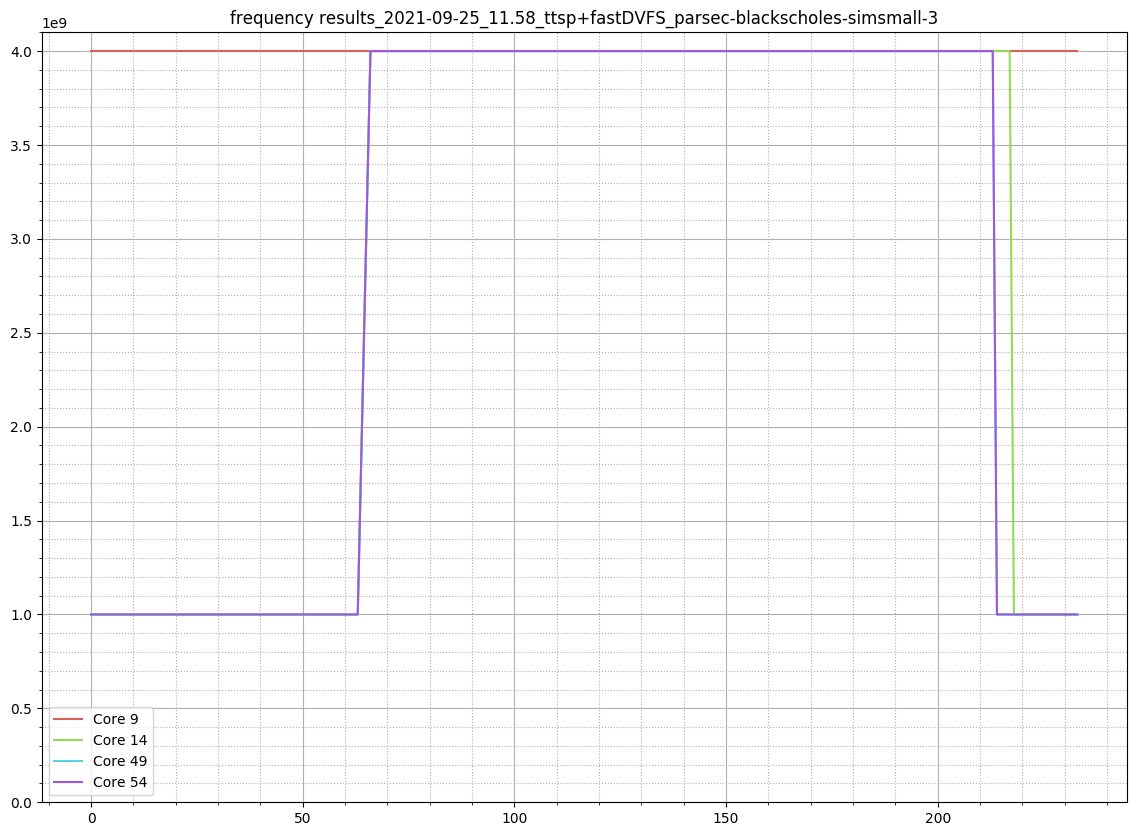 frequency results_2021-09-25_11.58_ttsp+fastDVFS_parsec-blackscholes-simsmall-3
1e9
4.0
3.5
3.0
2.5
2.0
1.5
1.0
0.5
0.0
Core 9
Core 14
Core 49
Core 54
0 50 100 150 200